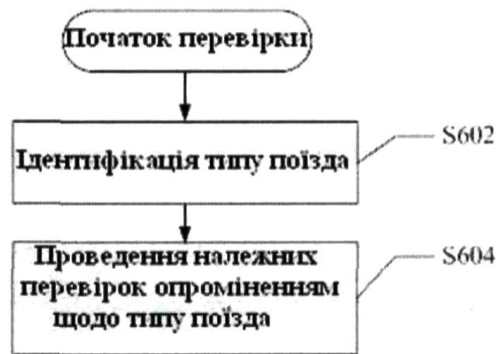 Початок перевірки
Ідентифікація типу поїзда
S602
Проведення належних
перевірок опроміненням
щодо типу поїзда
S604